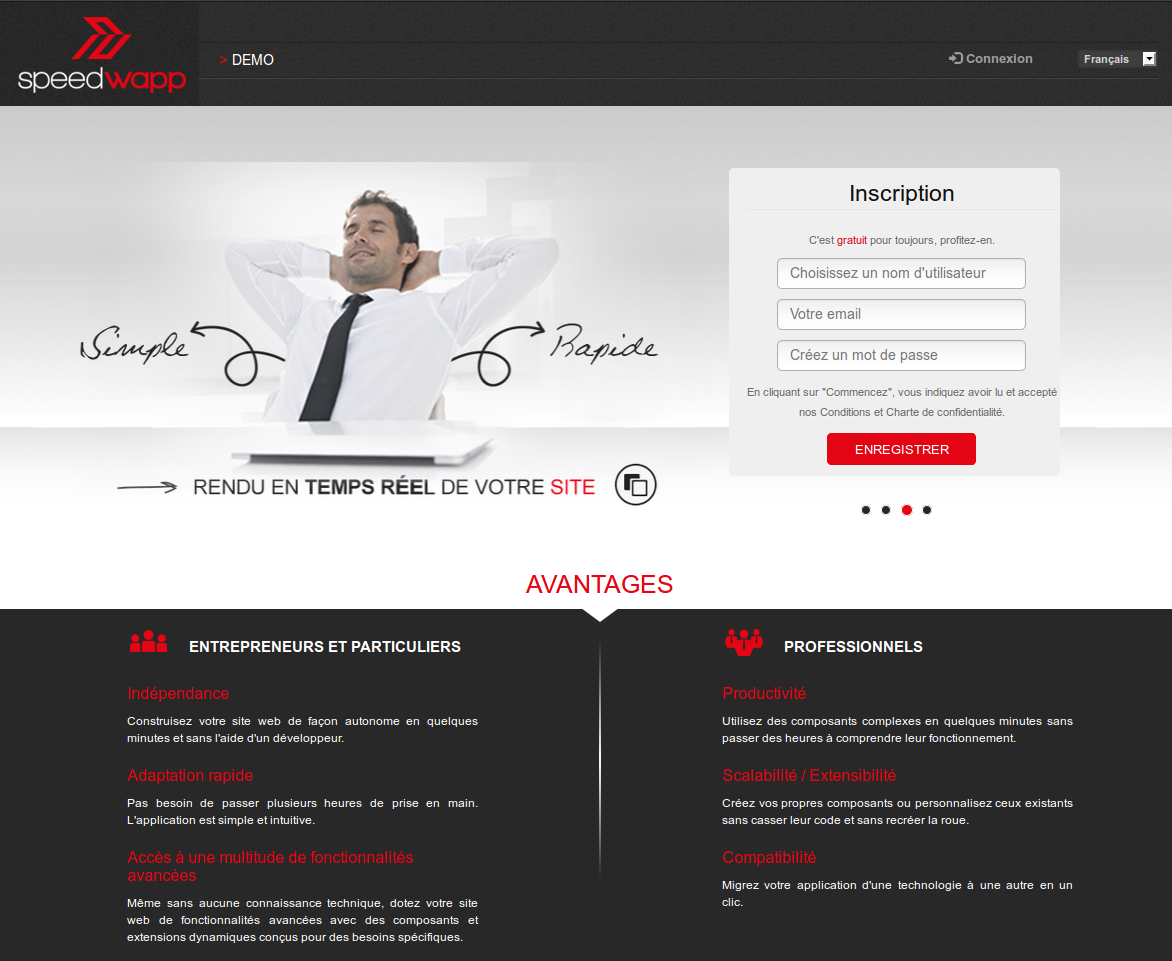 speedwapp
> DEMO
Connexion
Français
Inscription
C'est gratuit pour toujours, profitez-en.
Choisissez un nom d'utilisateur
Votre email
Créez un mot de passe
En cliquant sur "Commencez", vous indiquez avoir lu et accepté
nos Conditions et Charte de confidentialité.
ENREGISTRER
Simple
Rapide
RENDU EN TEMPS RÉEL DE VOTRE SITE
AVANTAGES
ENTREPRENEURS ET PARTICULIERS
Indépendance
Construisez votre site web de façon autonome en quelques
minutes et sans l'aide d'un développeur.
Adaptation rapide
Pas besoin de passer plusieurs heures de prise en main.
L'application est simple et intuitive.
Accès à une multitude de fonctionnalités
avancées
Même sans aucune connaissance technique, dotez votre site
web de fonctionnalités avancées avec des composants et
extensions dynamiques conçus pour des besoins spécifiques.
PROFESSIONNELS
Productivité
Utilisez des composants complexes en quelques minutes sans
passer des heures à comprendre leur fonctionnement.
Scalabilité / Extensibilité
Créez vos propres composants ou personnalisez ceux existants
sans casser leur code et sans recréer la roue.
Compatibilité
Migrez votre application d'une technologie à une autre en un
clic.